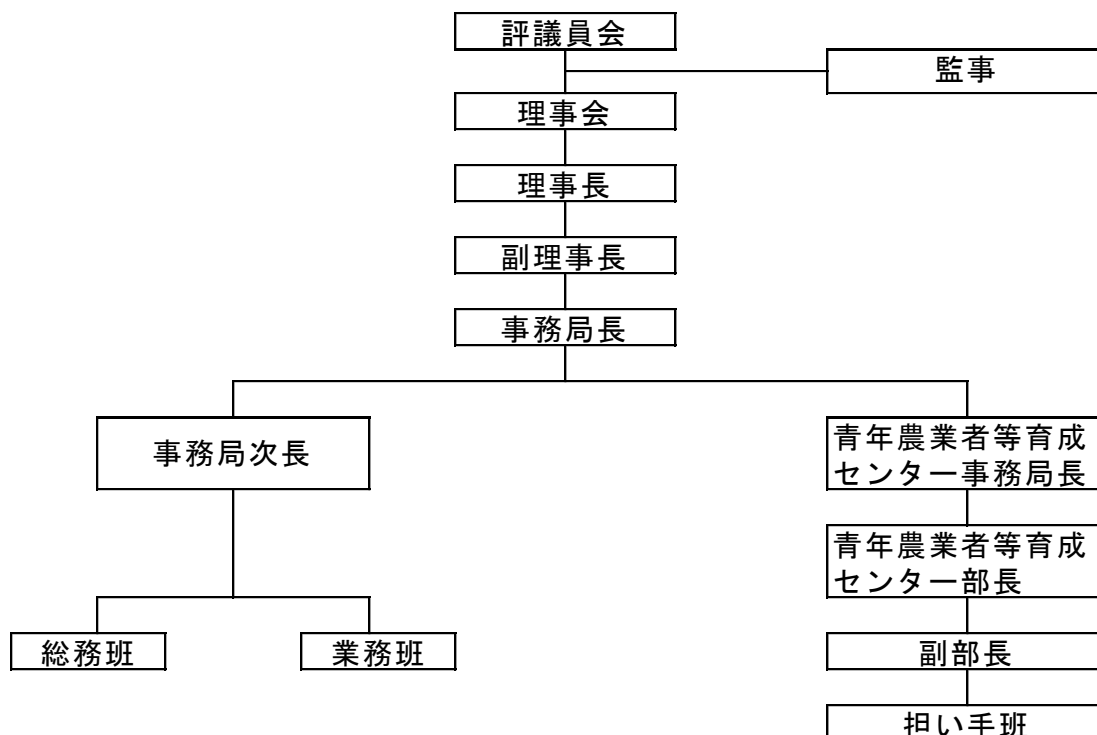 評議員会
監事
理事会
理事長
副理事長
事務局長
事務局次長
青年農業者等育成
センター事務局長
青年農業者等育成
センター部長
総務班
業務班
副部長
担い手班